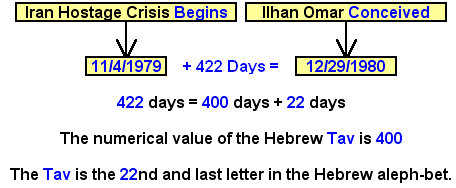 Iran Hostage Crisis Begins Ilhan Omar Conceived
11/4/1979 + 422 Days = 12/29/1980
422 days = 400 days + 22 days
The numerical value of the Hebrew Tav is 400
The Tav is the 22nd and last letter in the Hebrew aleph-bet.